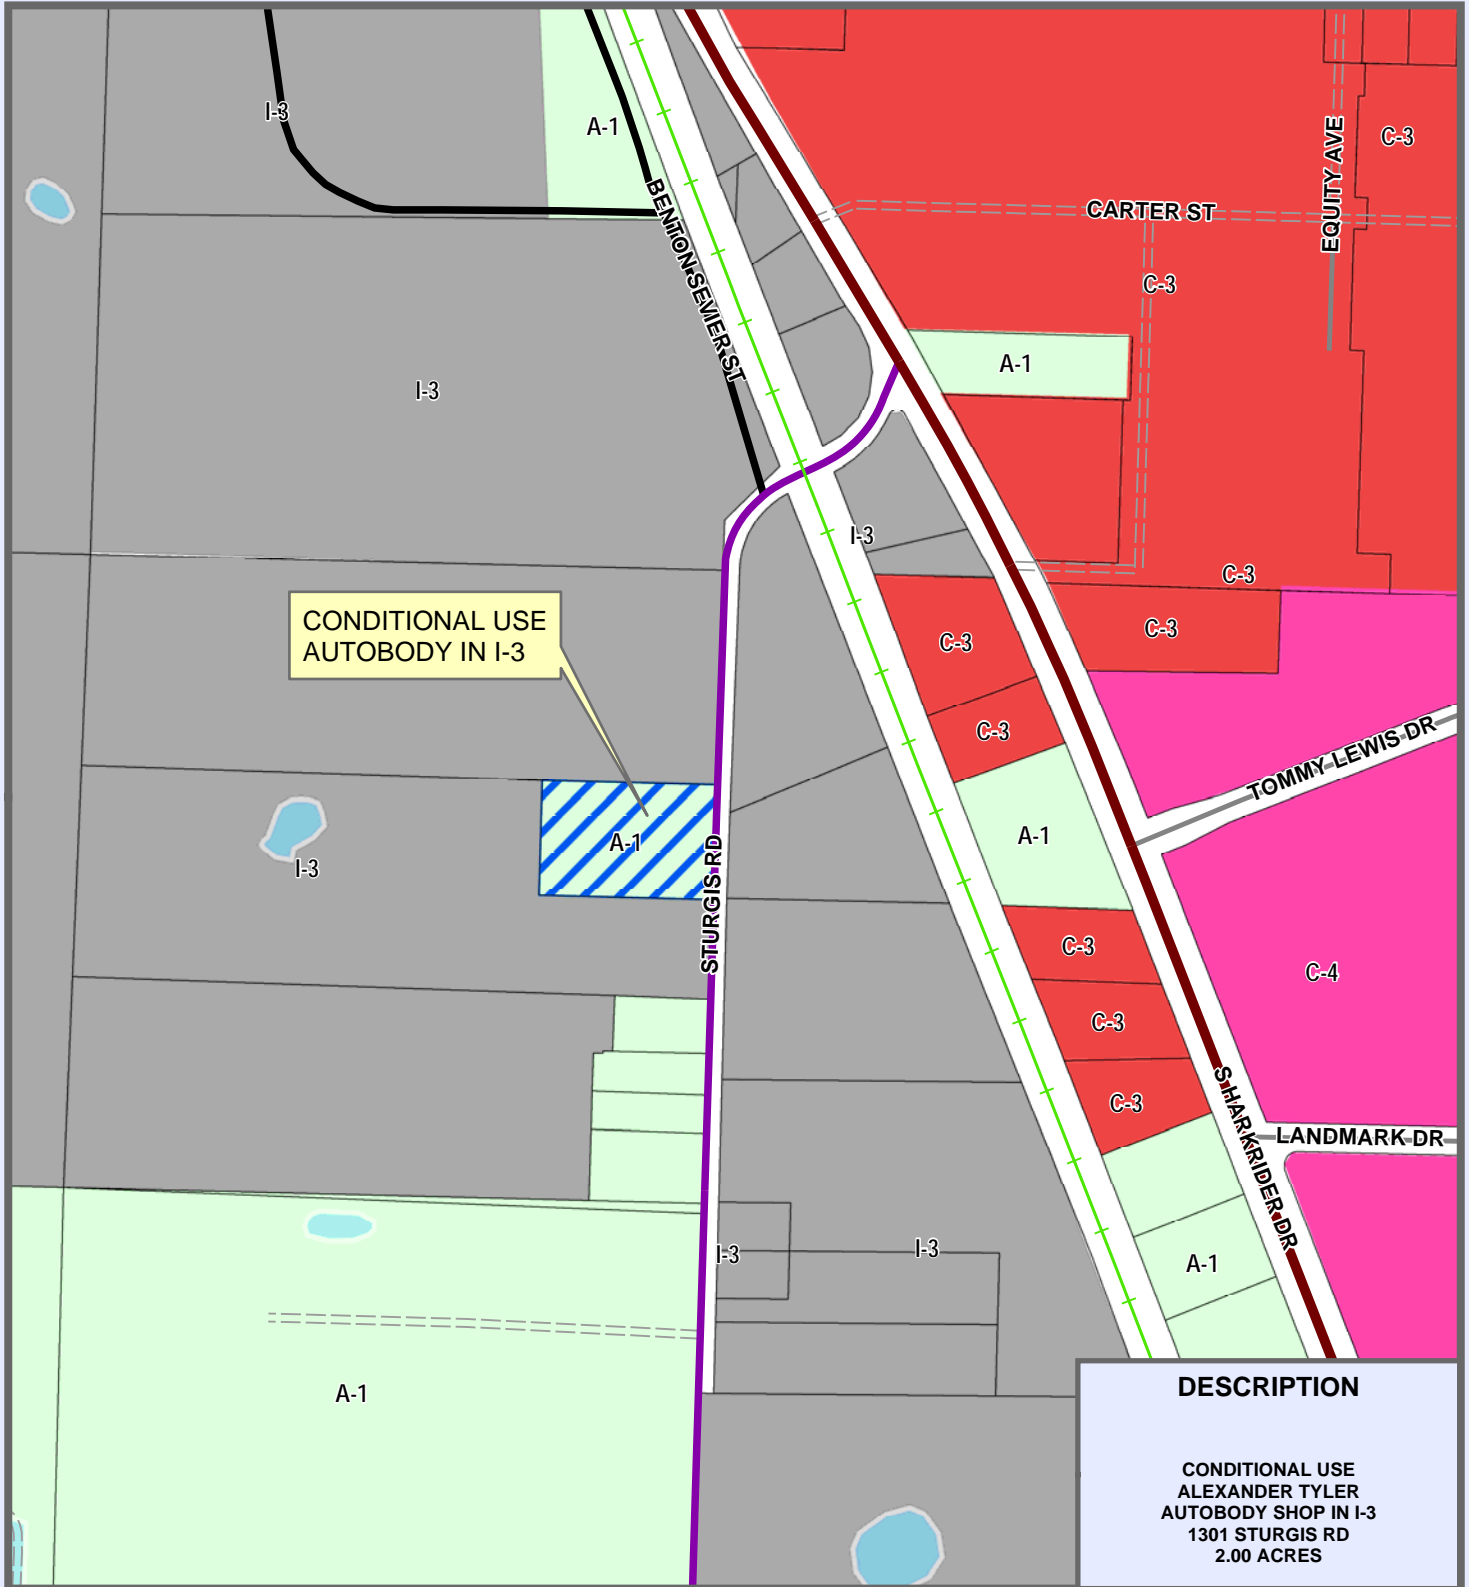 I-3
A-1
C-3
EQUITY AVE
CARTER ST
BENTON-SEVIER ST
C-3
A-1
I-3
I-3
C-3
CONDITIONAL USE
AUTOBODY IN I-3
C-3
C-3
C-3
TOMMY LEWIS DR
A-1
A-1
I-3
STURGIS RD
C-3
C-4
C-3
C-3
S HARKRIDER DR
LANDMARK DR
I-3
I-3
A-1
A-1
DESCRIPTION
CONDITIONAL USE
ALEXANDER TYLER
AUTOBODY SHOP IN I-3
1301 STURGIS RD
2.00 ACRES